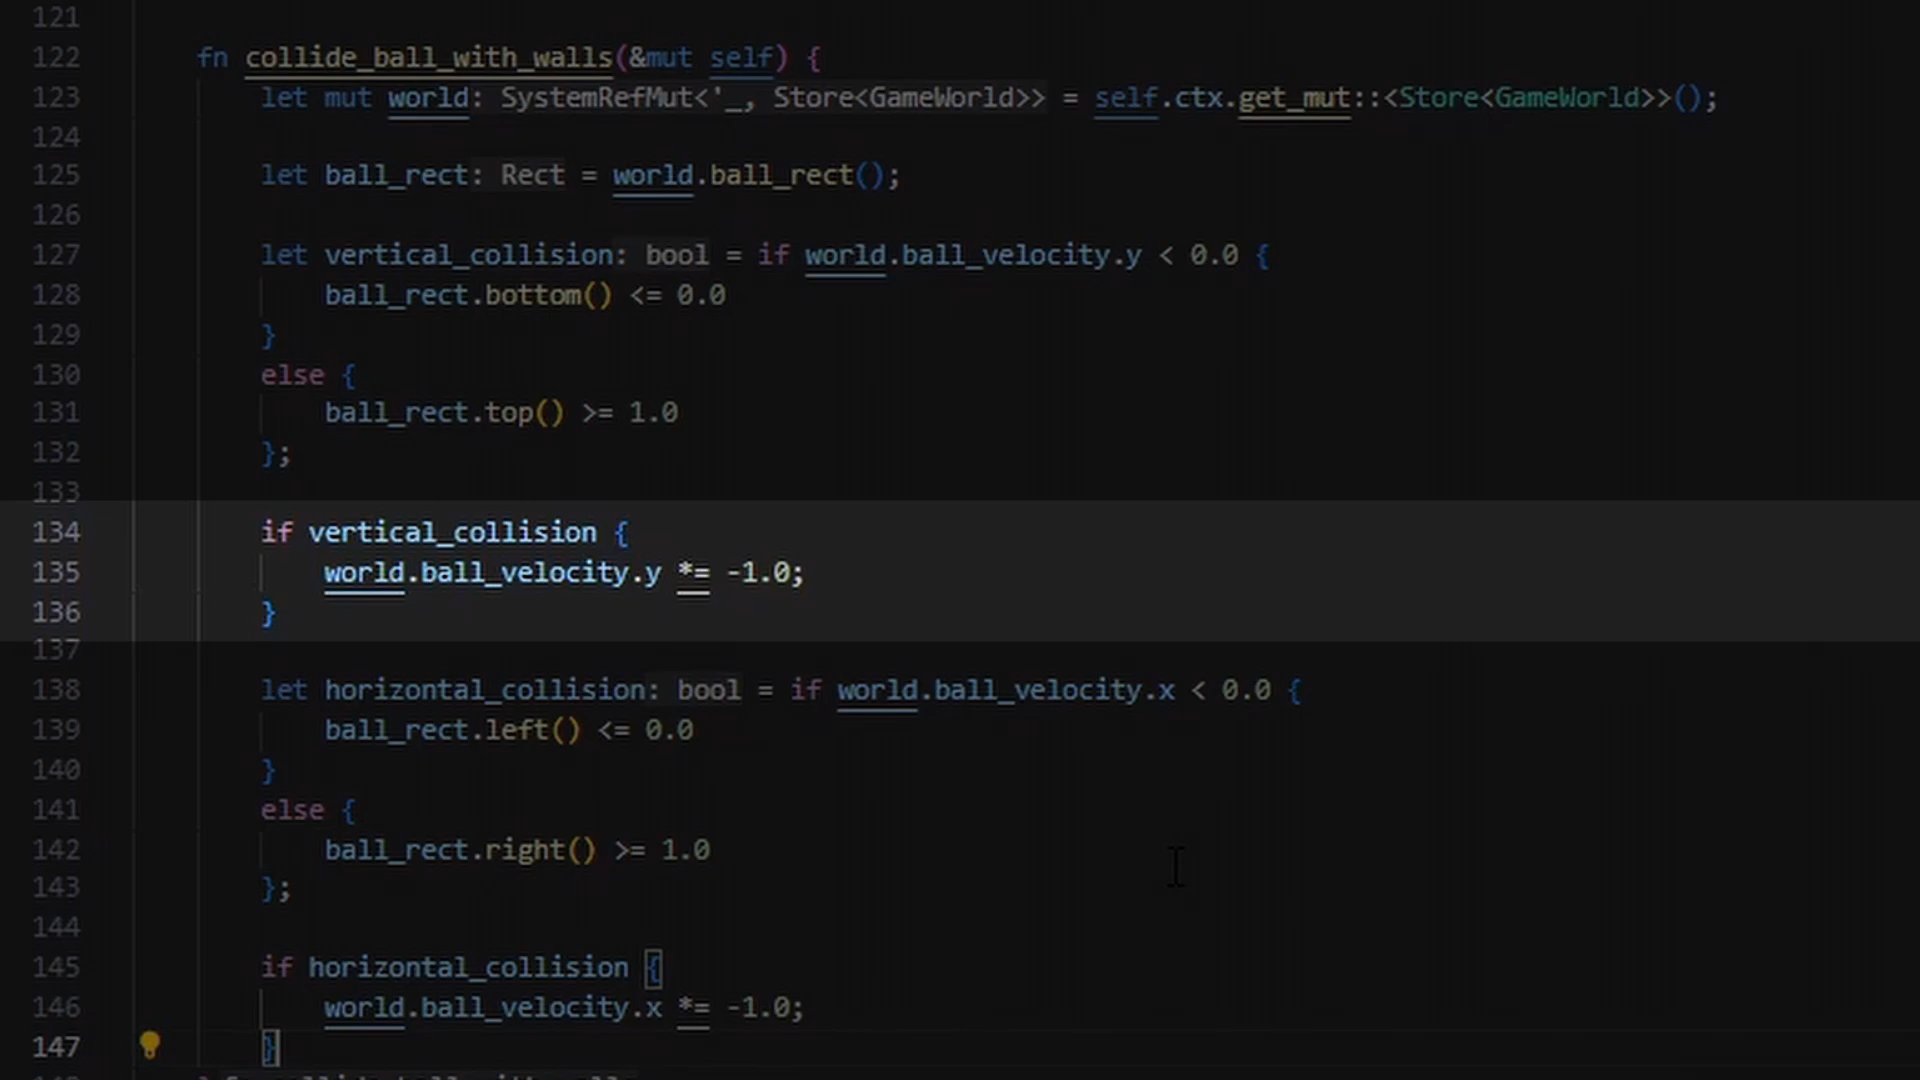 121
122 fn collide_ball_with_walls(&mut self) {
123 let mut world: SystemRefMut<'_, Store<GameWorld>> = self.ctx.get_mut::<Store<GameWorld>>();
124
125 let ball_rect: Rect = world.ball_rect();
126
127 let vertical_collision: bool = if world.ball_velocity.y < 0.0 {
128 ball_rect.bottom() <= 0.0
129 }
130 else {
131 ball_rect.top() >= 1.0
132 };
133
134 if vertical_collision {
135 world.ball_velocity.y *= -1.0;
136 }
137
138 let horizontal_collision: bool = if world.ball_velocity.x < 0.0 {
139 ball_rect.left() <= 0.0
140 }
141 else {
142 ball_rect.right() >= 1.0
143 };
144
145 if horizontal_collision {
146 world.ball_velocity.x *= -1.0;
147 }